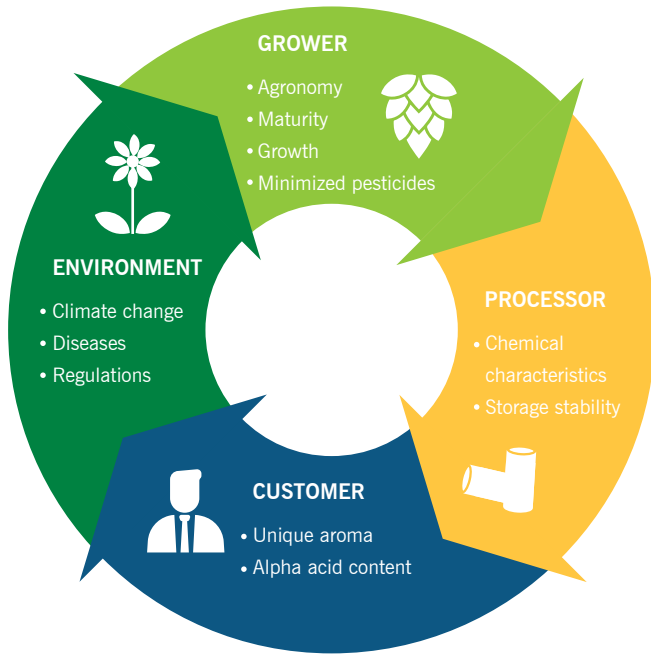 GROWER
• Agronomy
• Maturity
• Growth
• Minimized pesticides
PROCESSOR
• Chemical
characteristics
• Storage stability
CUSTOMER
• Unique aroma
• Alpha acid content
ENVIRONMENT
• Climate change
• Diseases
• Regulations